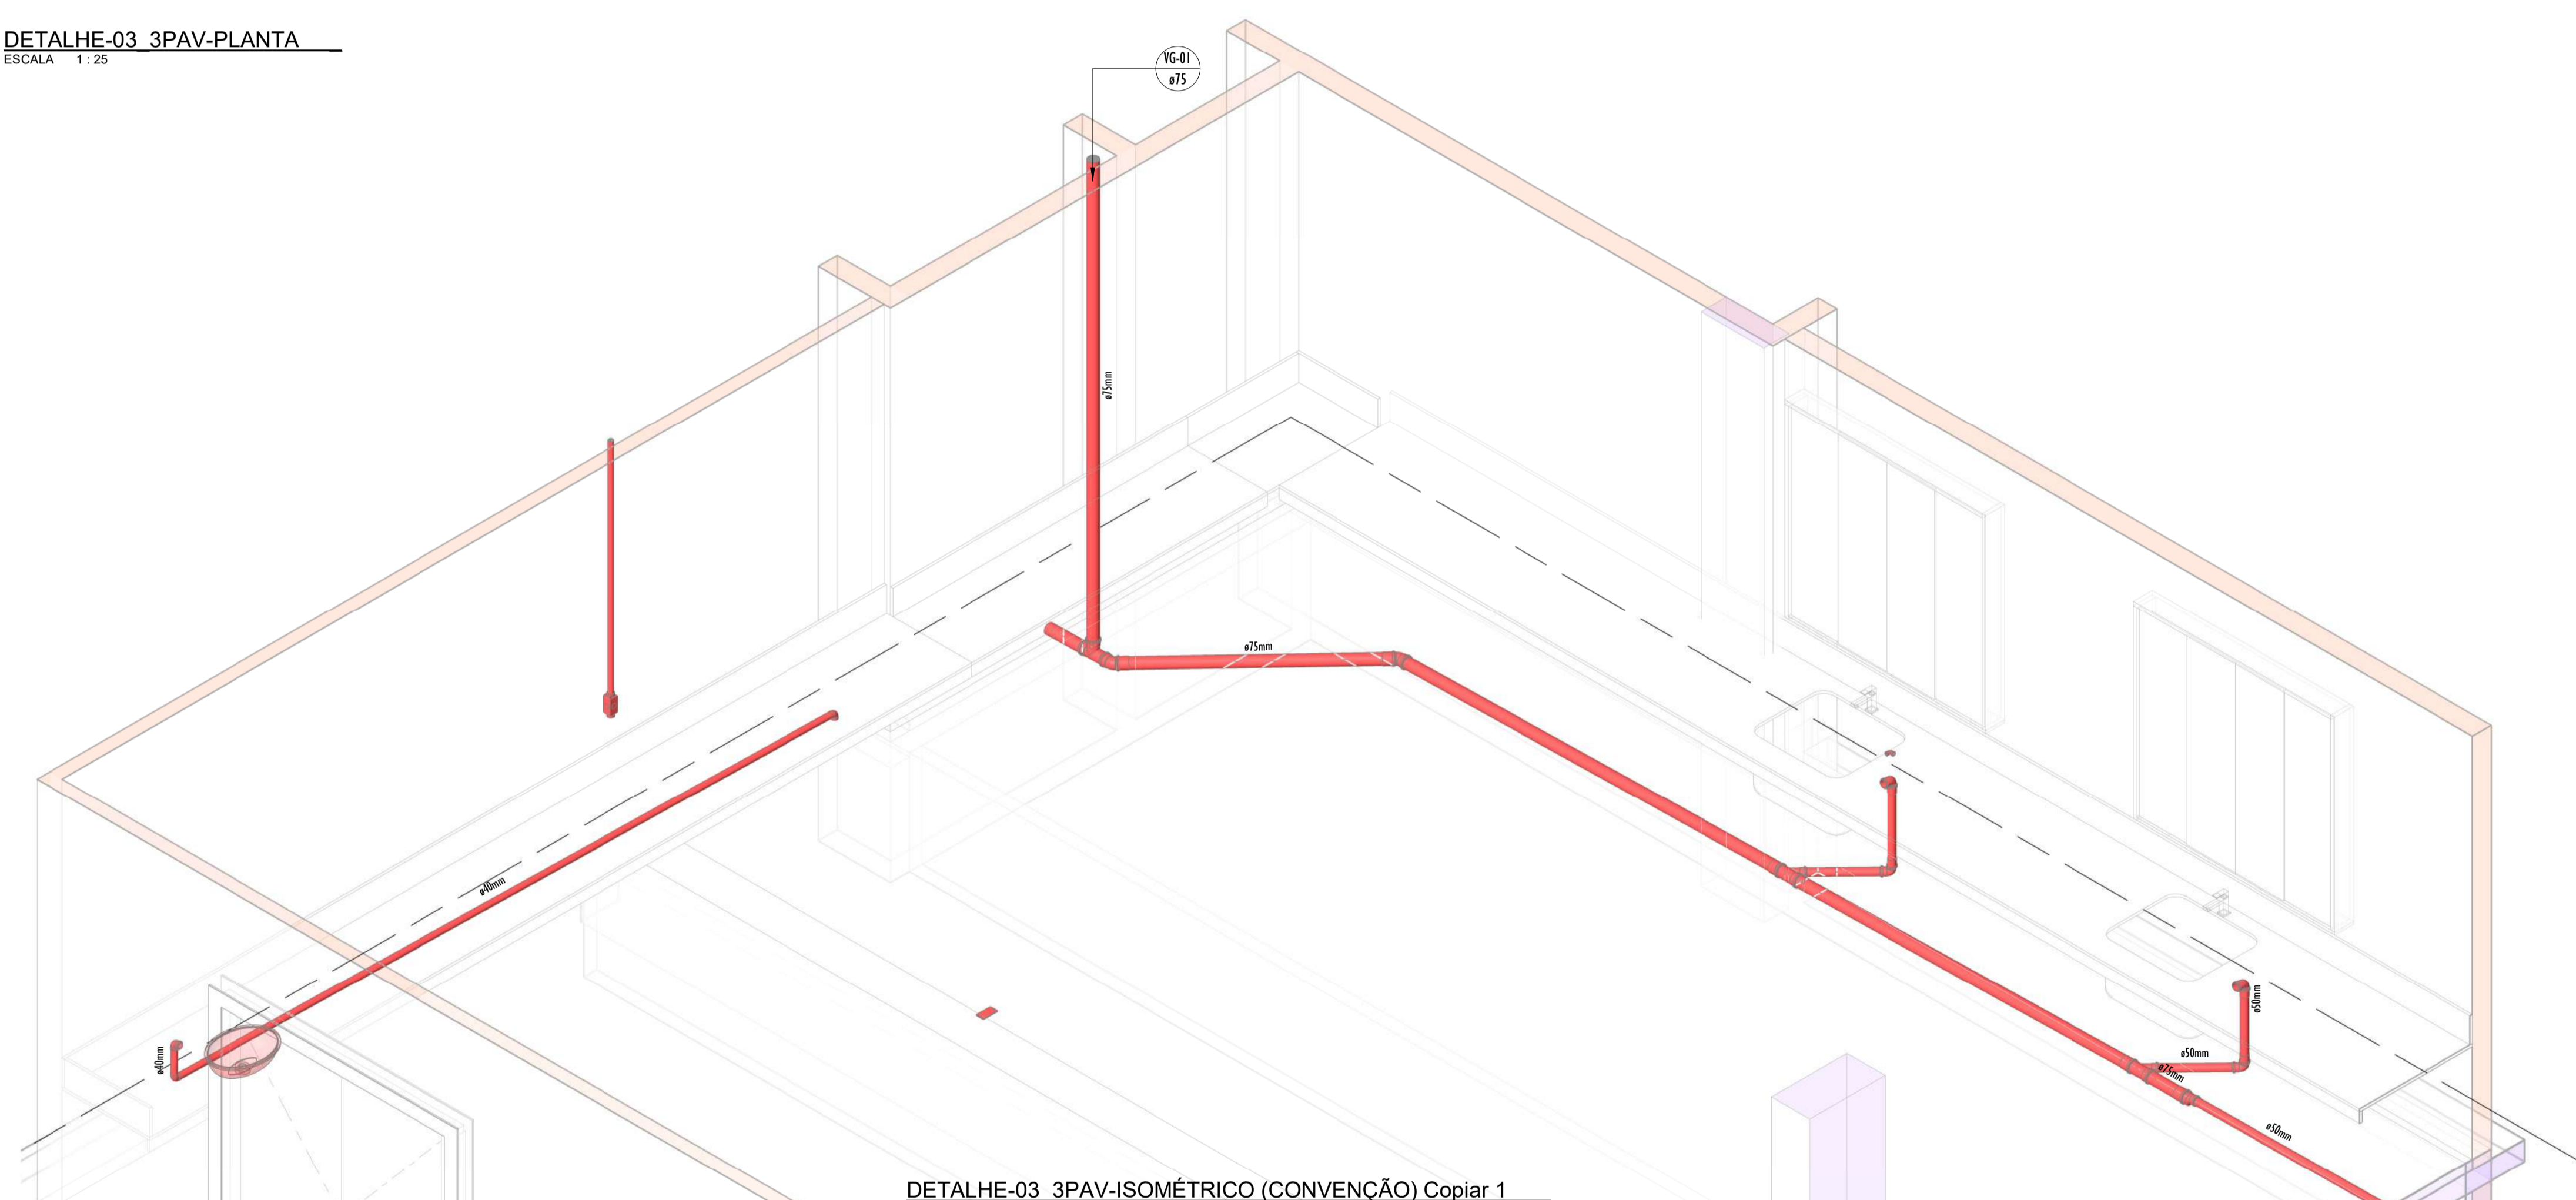 DETALHE-03_3PAV-PLANTA
ESCALA 1 : 25
VG-01
ø75
ø75mm
ø75mm
ø40mm
ø40mm
ø50mm
ø50mm
ø75mm
ø50mm
DETALHE-03_3PAV-ISOMÉTRICO (CONVENÇÃO) Copiar 1